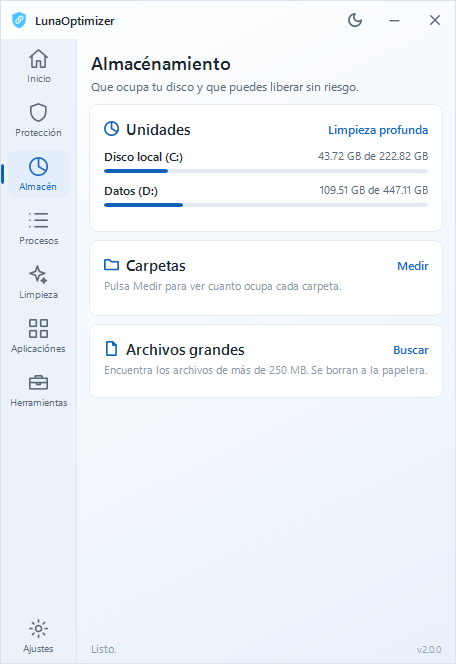 LunaOptimizer
Inicio
Protección
Almacén
Procesos
Limpieza
Aplicaciónes
Herramientas
Ajustes
Almacénamiento
Que ocupa tu disco y que puedes liberar sin riesgo.
Unidades
Limpieza profunda
Disco local (C:)
43.72 GB de 222.82 GB
Datos (D:)
109.51 GB de 447.11 GB
Carpetas
Medir
Pulsa Medir para ver cuanto ocupa cada carpeta.
Archivos grandes
Buscar
Encuentra los archivos de más de 250 MB. Se borran a la papelera.
Listo.
v2.0.0